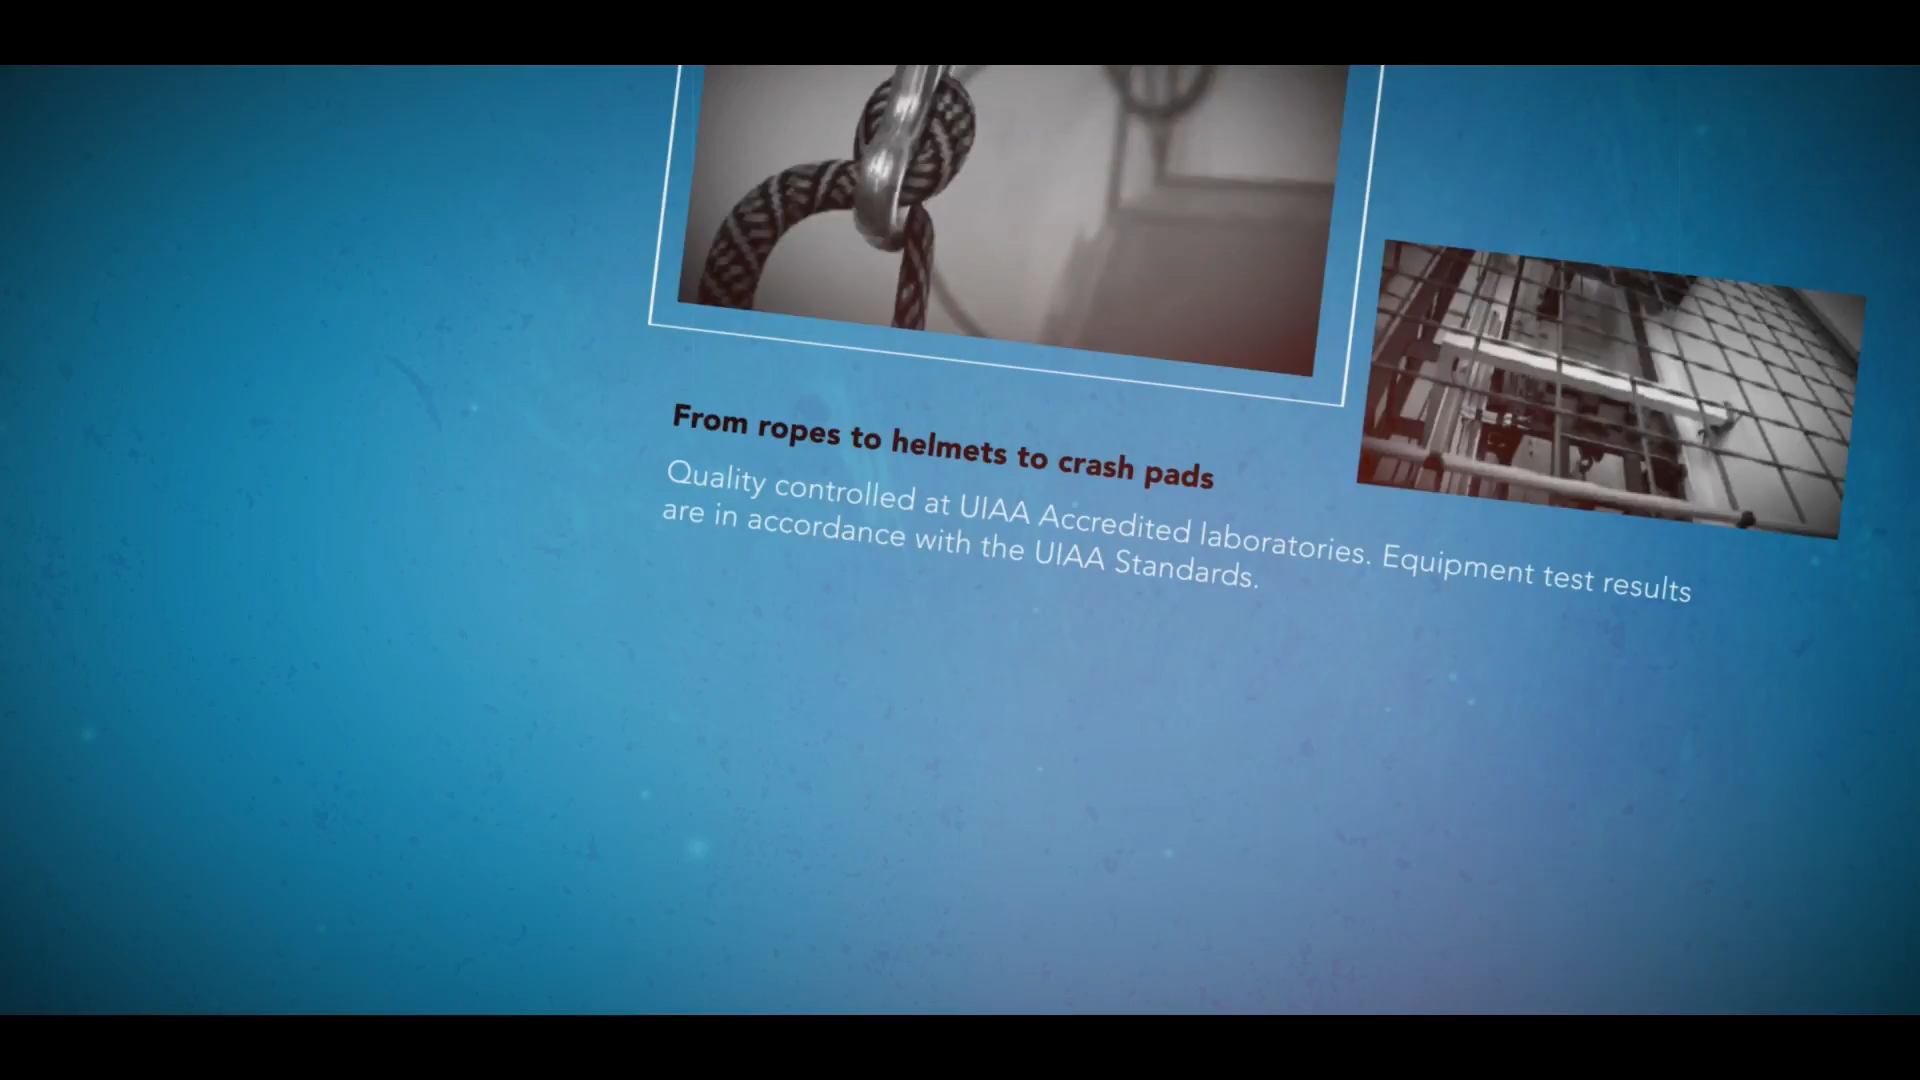 From ropes to helmets to crash pads
Quality controlled at UIAA Accredited laboratories. Equipment test results
are in accordance with the UIAA Standards.